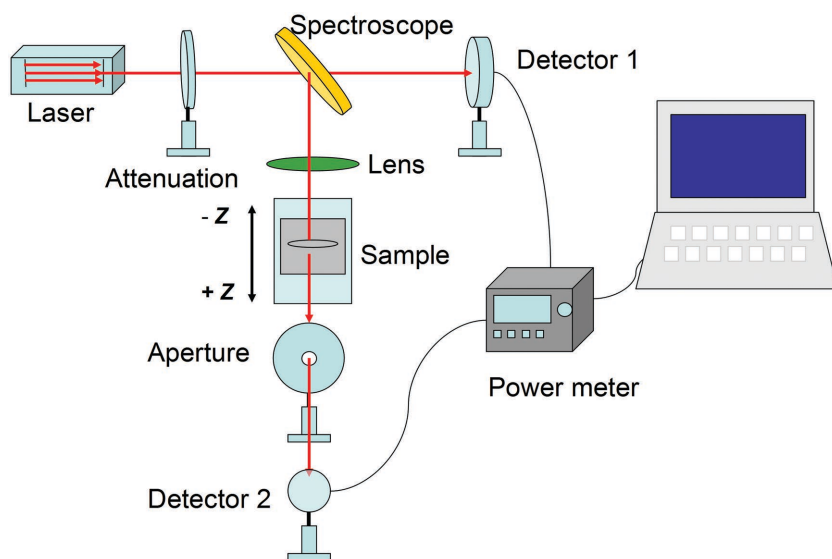 Spectroscope
Detector 1
Laser
Attenuation
Lens
- Z
Sample
+ Z
Aperture
Power meter
Detector 2